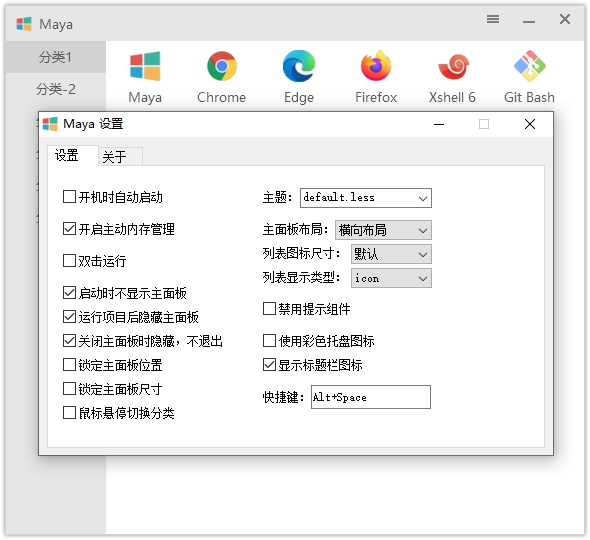 Maya
分类1
分类-2
Maya
Chrome
Edge
Firefox
Xshell 6
Git Bash
Maya 设置
设置
关于
开机时自动启动
开启主动内存管理
双击运行
启动时不显示主面板
运行项目后隐藏主面板
关闭主面板时隐藏，不退出
锁定主面板位置
锁定主面板尺寸
鼠标悬停切换分类
主题： default.less
主面板布局： 横向布局
列表图标尺寸： 默认
列表显示类型： icon
禁用提示组件
使用彩色托盘图标
显示标题栏图标
快捷键： Alt+Space